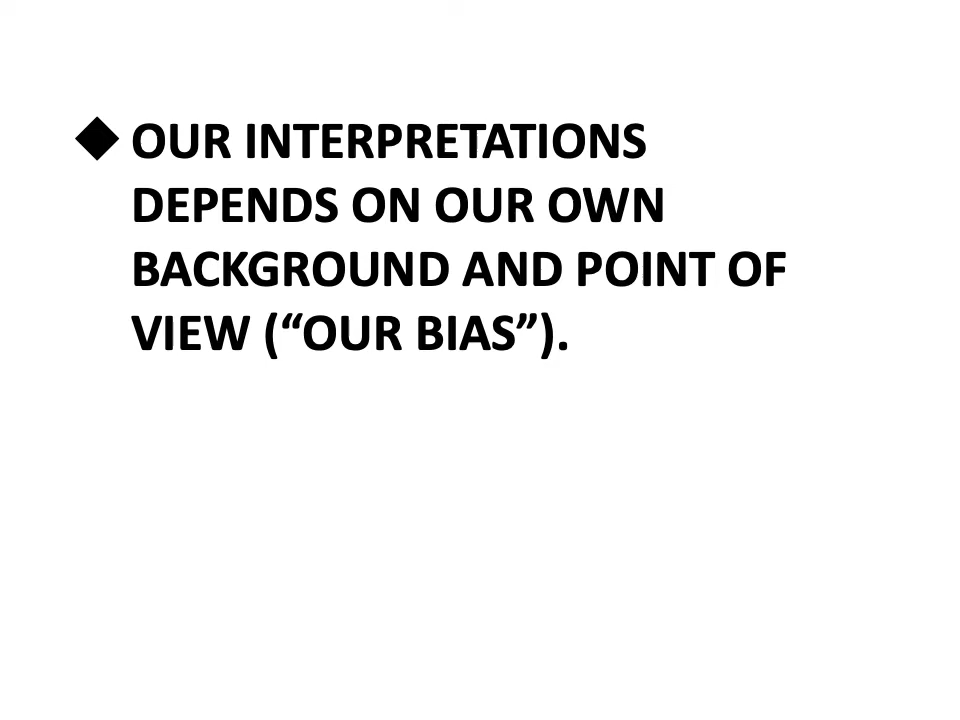 ◆ OUR INTERPRETATIONS
DEPENDS ON OUR OWN
BACKGROUND AND POINT OF
VIEW (“OUR BIAS”).